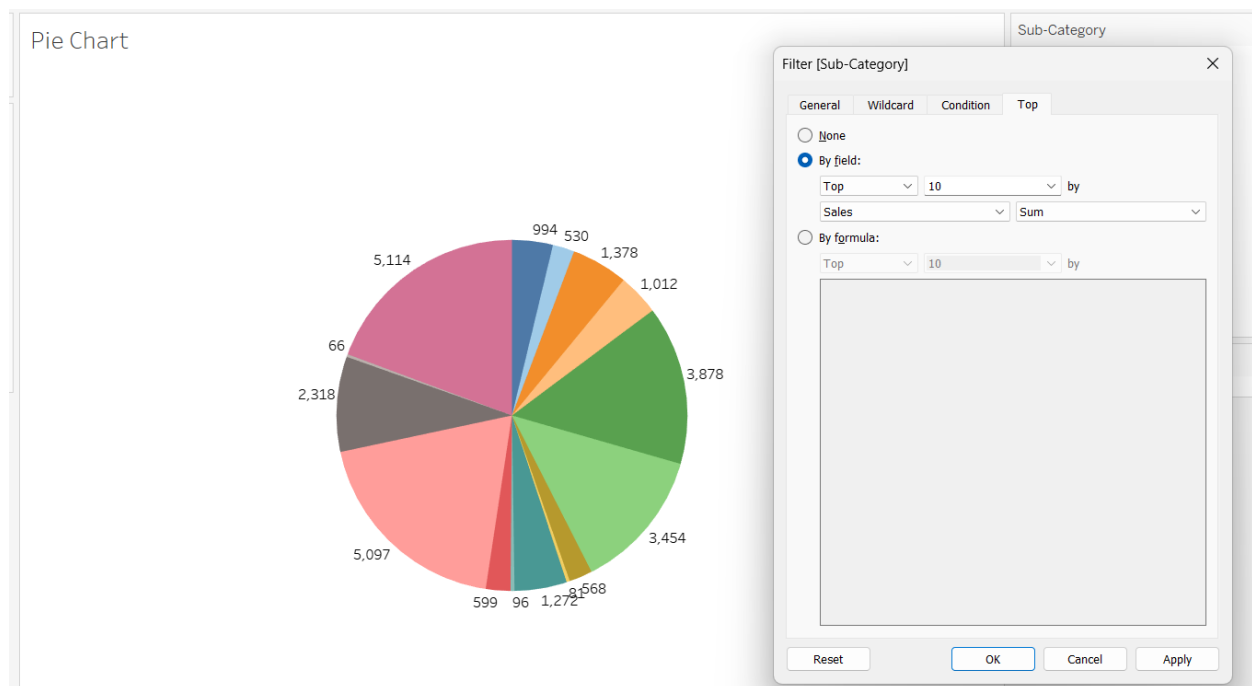 Pie Chart
994
530
1,378
1,012
3,878
3,454
568
81
1,272
96
599
5,097
2,318
66
5,114
Sub-Category
Filter [Sub-Category]
General Wildcard Condition Top
None
By field:
Top 10 by
Sales Sum
By formula:
Top 10 by
Reset OK Cancel Apply